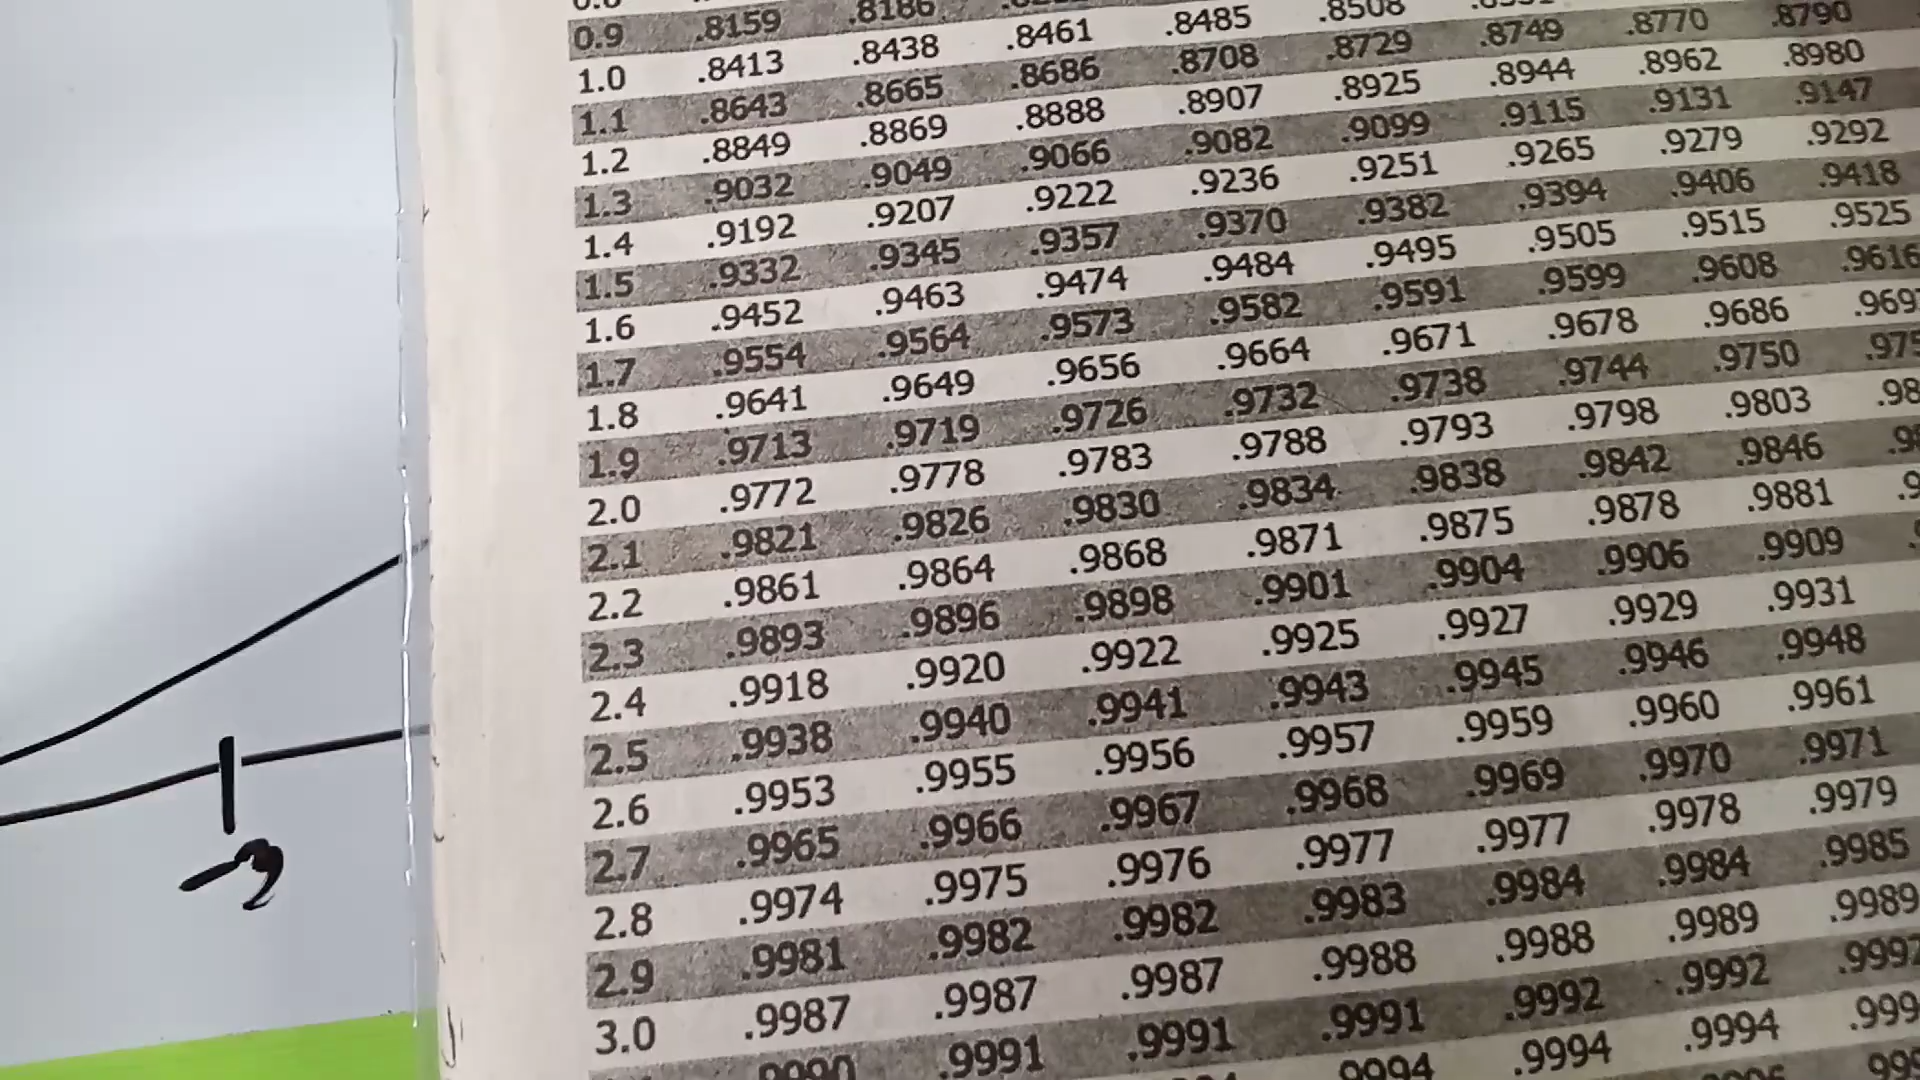 0.9 .8159 .8186
1.0 .8413 .8438 .8461 .8485 .8508
1.1 .8643 .8665 .8686 .8708 .8729 .8749 .8770 .8790
1.2 .8849 .8869 .8888 .8907 .8925 .8944 .8962 .8980
1.3 .9032 .9049 .9066 .9082 .9099 .9115 .9131 .9147
1.4 .9192 .9207 .9222 .9236 .9251 .9265 .9279 .9292
1.5 .9332 .9345 .9357 .9370 .9382 .9394 .9406 .9418
1.6 .9452 .9463 .9474 .9484 .9495 .9505 .9515 .9525
1.7 .9554 .9564 .9573 .9582 .9591 .9599 .9608 .9616
1.8 .9641 .9649 .9656 .9664 .9671 .9678 .9686 .969
1.9 .9713 .9719 .9726 .9732 .9738 .9744 .9750 .975
2.0 .9772 .9778 .9783 .9788 .9793 .9798 .9803 .98
2.1 .9821 .9826 .9830 .9834 .9838 .9842 .9846 .9
2.2 .9861 .9864 .9868 .9871 .9875 .9878 .9881 .9
2.3 .9893 .9896 .9898 .9901 .9904 .9906 .9909
2.4 .9918 .9920 .9922 .9925 .9927 .9929 .9931
2.5 .9938 .9940 .9941 .9943 .9945 .9946 .9948
2.6 .9953 .9955 .9956 .9957 .9959 .9960 .9961
2.7 .9965 .9966 .9967 .9968 .9969 .9970 .9971
2.8 .9974 .9975 .9976 .9977 .9977 .9978 .9979
2.9 .9981 .9982 .9982 .9983 .9984 .9984 .9985
3.0 .9987 .9987 .9987 .9988 .9988 .9989 .9989
.9990 .9991 .9991 .9991 .9992 .9992 .9992
.9994 .9994 .9994 .999